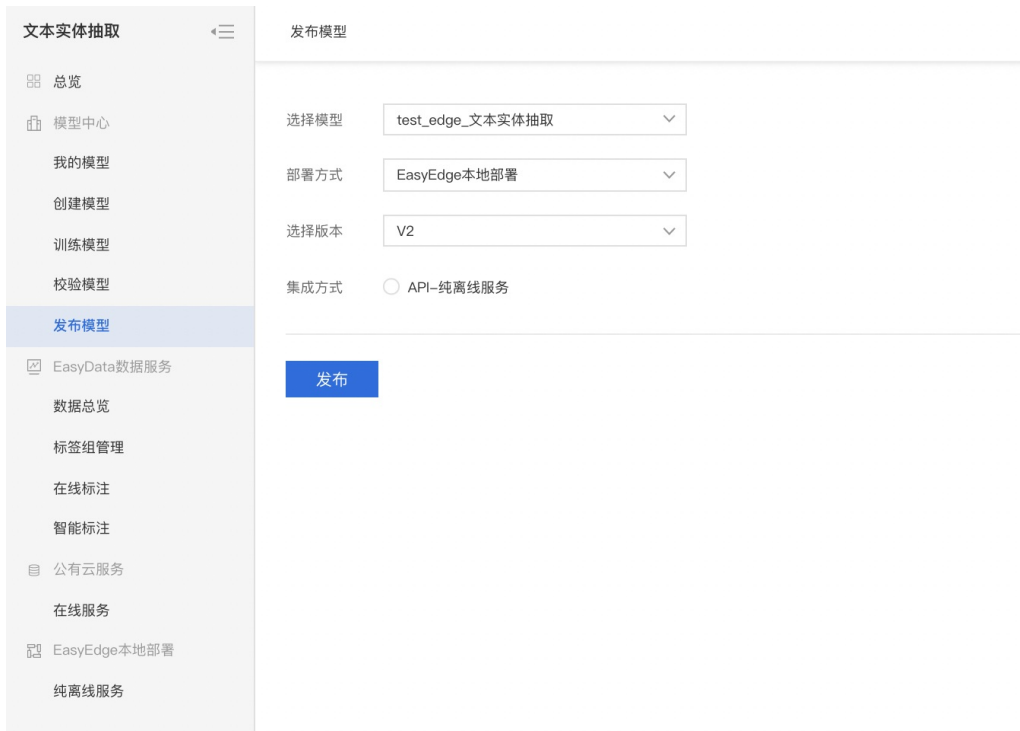 文本实体抽取
总览
模型中心
我的模型
创建模型
训练模型
校验模型
发布模型
EasyData数据服务
数据总览
标签组管理
在线标注
智能标注
公有云服务
在线服务
EasyEdge本地部署
纯离线服务
发布模型
选择模型 test_edge_文本实体抽取
部署方式 EasyEdge本地部署
选择版本 V2
集成方式 API-纯离线服务
发布